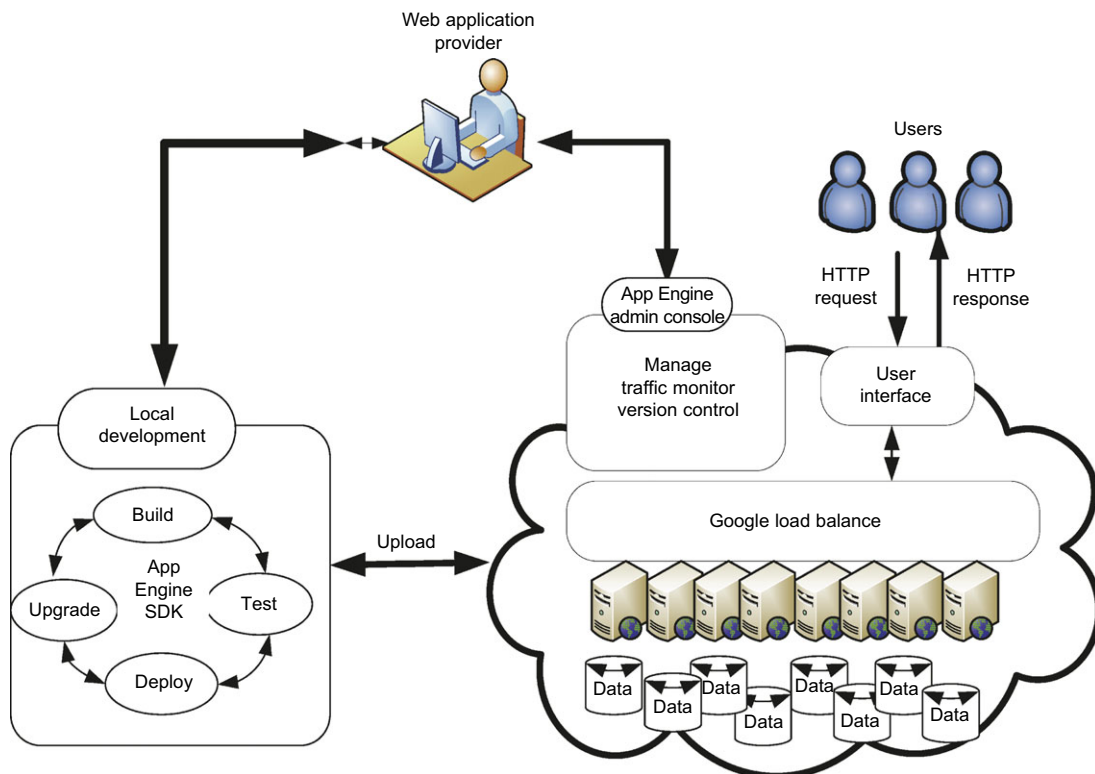 Web application
provider
Users
HTTP
request
HTTP
response
App Engine
admin console
Manage
traffic monitor
version control
User
interface
Local
development
Build
App
Engine
SDK
Upgrade
Test
Deploy
Upload
Google load balance
Data
Data
Data
Data
Data
Data
Data
Data